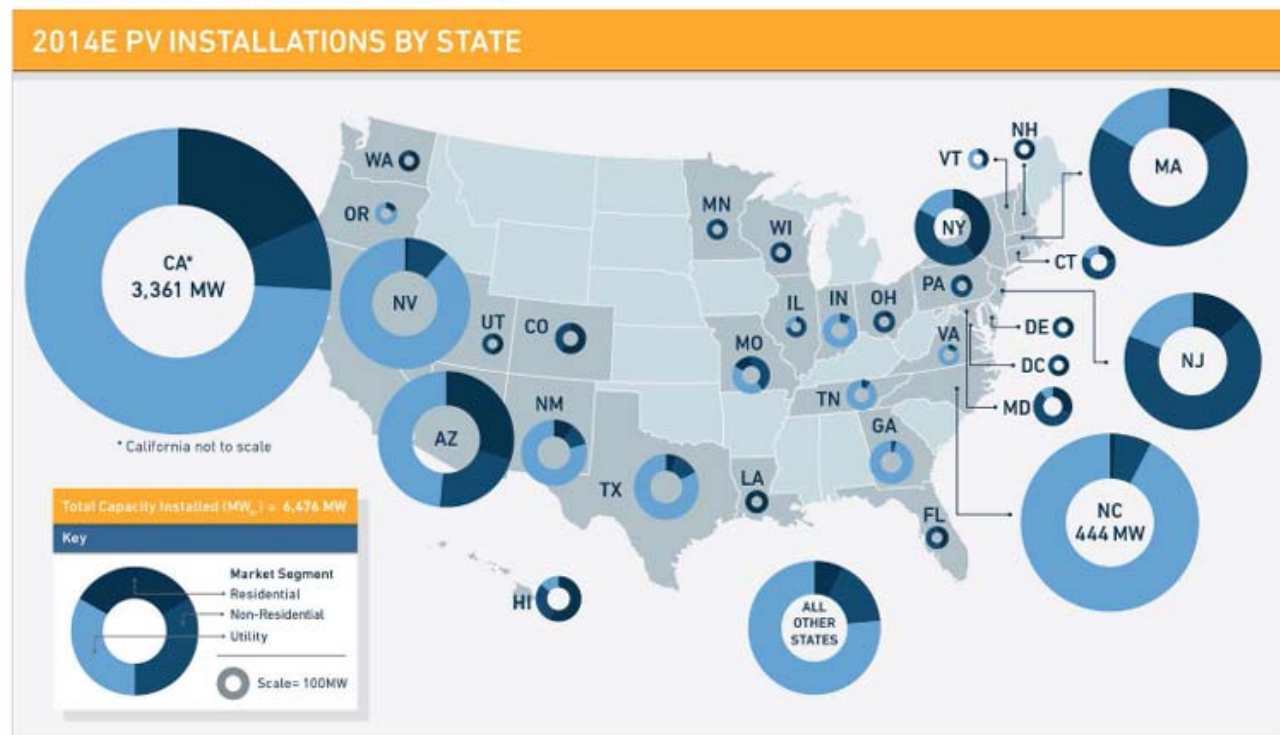 2014E PV INSTALLATIONS BY STATE
CA*
3,361 MW
* California not to scale
WA
OR
NV
UT
CO
AZ
NM
TX
MN
WI
IL
IN
OH
MO
TN
GA
LA
FL
HI
VT
NH
MA
NY
CT
PA
NJ
VA
DE
DC
MD
NC
444 MW
ALL
OTHER
STATES
Total Capacity Installed (MWdc) = 6,476 MW
Key
Market Segment
Residential
Non-Residential
Utility
Scale= 100MW